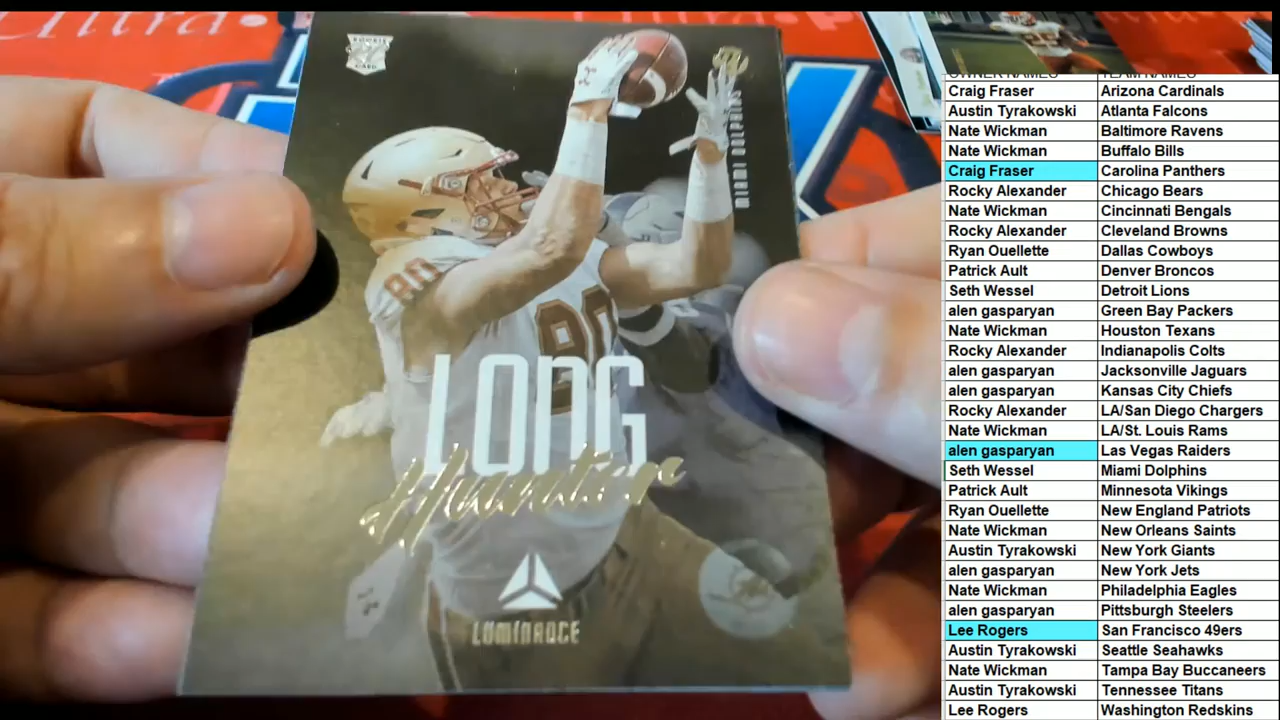 ROOKIE
CARD
MIAMI DOLPHINS
80
80
LONG
Hunter
LUMINANCE
OWNER NAMES TEAM NAMES
Craig Fraser Arizona Cardinals
Austin Tyrakowski Atlanta Falcons
Nate Wickman Baltimore Ravens
Nate Wickman Buffalo Bills
Craig Fraser Carolina Panthers
Rocky Alexander Chicago Bears
Nate Wickman Cincinnati Bengals
Rocky Alexander Cleveland Browns
Ryan Ouellette Dallas Cowboys
Patrick Ault Denver Broncos
Seth Wessel Detroit Lions
alen gasparyan Green Bay Packers
Nate Wickman Houston Texans
Rocky Alexander Indianapolis Colts
alen gasparyan Jacksonville Jaguars
alen gasparyan Kansas City Chiefs
Rocky Alexander LA/San Diego Chargers
Nate Wickman LA/St. Louis Rams
alen gasparyan Las Vegas Raiders
Seth Wessel Miami Dolphins
Patrick Ault Minnesota Vikings
Ryan Ouellette New England Patriots
Nate Wickman New Orleans Saints
Austin Tyrakowski New York Giants
alen gasparyan New York Jets
Nate Wickman Philadelphia Eagles
alen gasparyan Pittsburgh Steelers
Lee Rogers San Francisco 49ers
Austin Tyrakowski Seattle Seahawks
Nate Wickman Tampa Bay Buccaneers
Austin Tyrakowski Tennessee Titans
Lee Rogers Washington Redskins